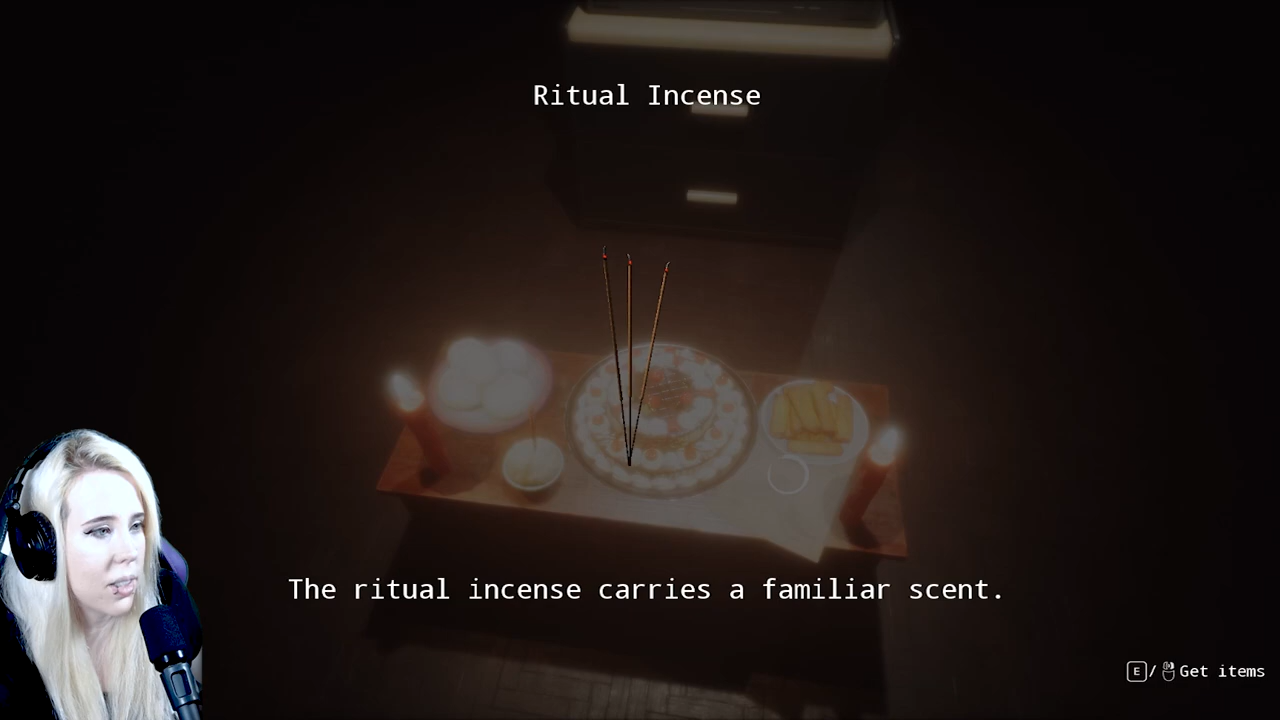 Ritual Incense
The ritual incense carries a familiar scent.
E / Get items